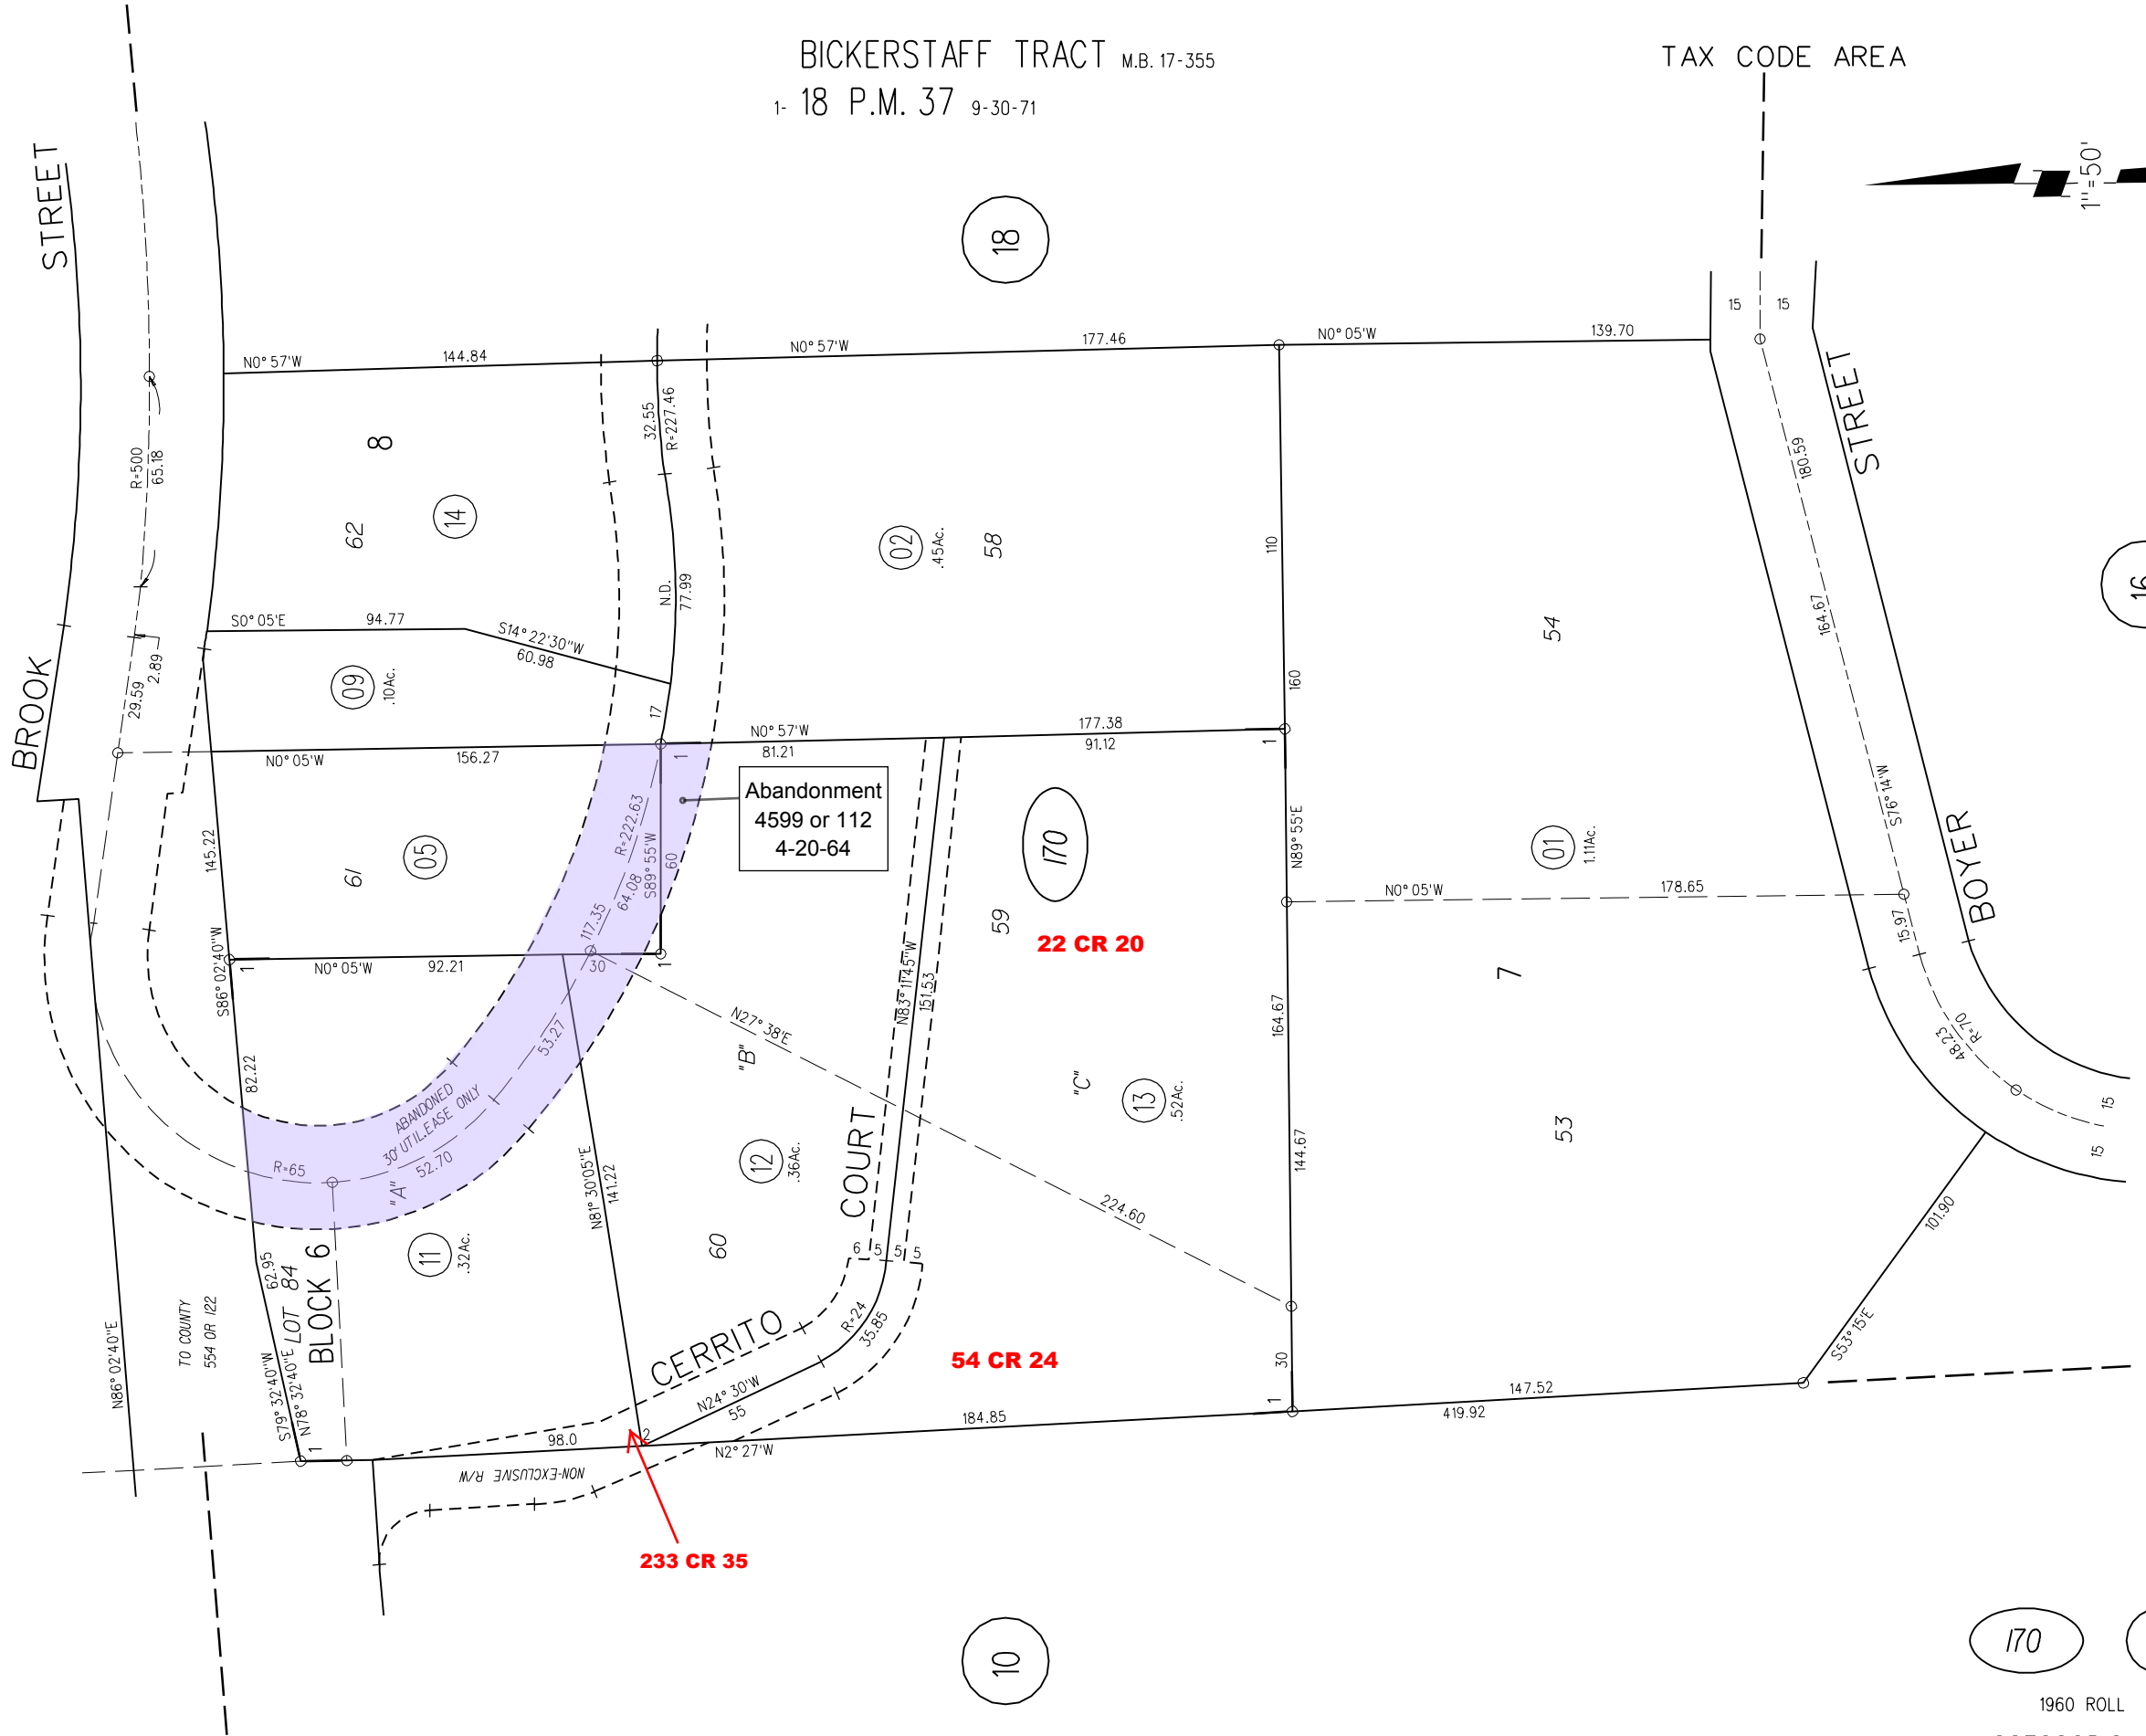 BICKERSTAFF TRACT M.B. 17-355
1- 18 P.M. 37 9-30-71
TAX CODE AREA
1"=50'
STREET
18
15 15
N0°57'W 144.84
N0°57'W 177.46
N0°05'W 139.70
STREET
R=500
65.18
8
62
14
32.55
R=227.46
02
.45Ac.
58
110
180.59
16
N.D.
77.99
S0°05'E 94.77
S14°22'30"W
60.98
54
164.67
BROOK
29.59
2.89
09
.10Ac.
17
160
N0°57'W 177.38
81.21 91.12
1
1
N0°05'W 156.27
Abandonment
4599 or 112
4-20-64
R=222.63
64.08
117.35
S89°55'W
60
145.22
61
05
170
N89°55'E
01
1.11Ac.
S76°14'W
BOYER
N0°05'W 178.65
59
22 CR 20
15.97
S86°02'40"W
1
N0°05'W 92.21
30
1
N83°11'45"W
151.53
7
N27°38'E
"B"
53.27
164.67
R=70
48.23
82.22
ABANDONED
30' UTIL.EASE ONLY
52.70
"C"
13
.52Ac.
53
15
15
R=65
"A"
N81°30'05"E
141.22
12
.36Ac.
COURT
144.67
224.60
101.90
11
.32Ac.
60
6 5 5 5
62.95
LOT 84
BLOCK 6
TO COUNTY
554 OR 122
N86°02'40"E
S79°32'40"W
N78°32'40"E
1
CERRITO
R=24
35.85
54 CR 24
30
1
S53°15'E
N24°30'W
55
147.52
419.92
184.85
98.0
2
N2°27'W
NON-EXCLUSIVE R/W
233 CR 35
10
170
1960 ROLL